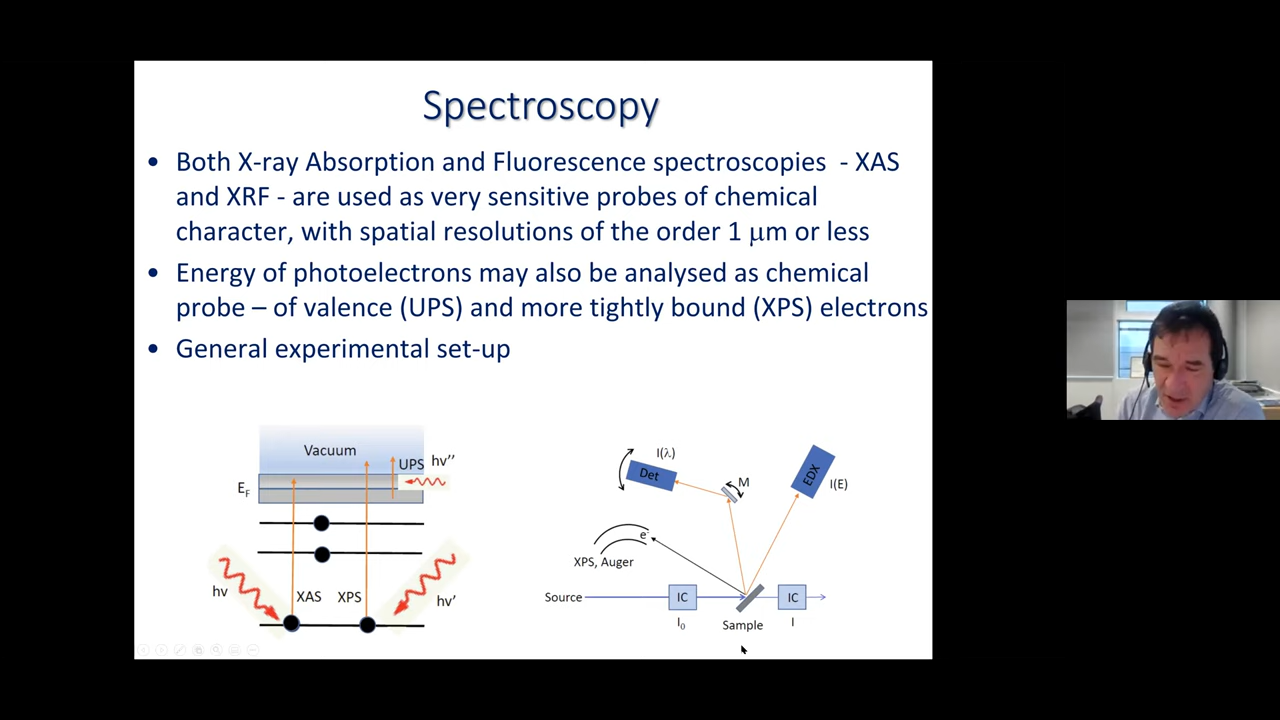 Spectroscopy
• Both X-ray Absorption and Fluorescence spectroscopies - XAS
and XRF - are used as very sensitive probes of chemical
character, with spatial resolutions of the order 1 μm or less
• Energy of photoelectrons may also be analysed as chemical
probe – of valence (UPS) and more tightly bound (XPS) electrons
• General experimental set-up
Vacuum
UPS
hν''
E_F
hν
XAS
XPS
hν'
I(λ)
Det
M
EDX
I(E)
e⁻
XPS, Auger
Source
IC
IC
I₀
Sample
I